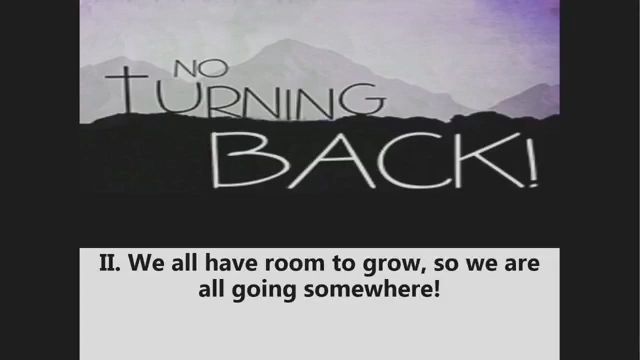 NO
TURNING
BACK!
II. We all have room to grow, so we are
all going somewhere!